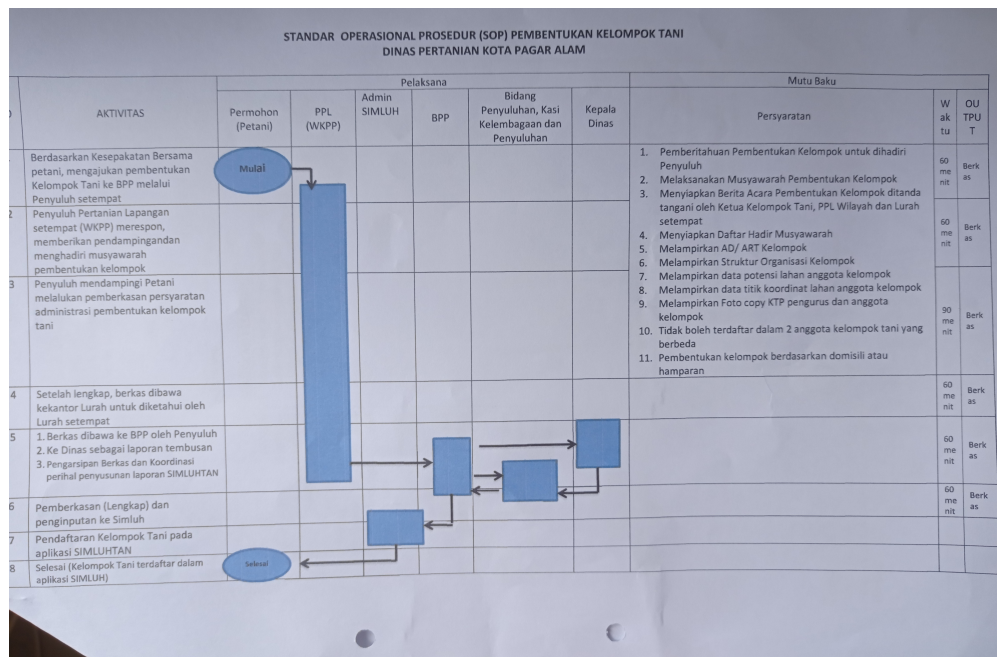 STANDAR OPERASIONAL PROSEDUR (SOP) PEMBENTUKAN KELOMPOK TANI
DINAS PERTANIAN KOTA PAGAR ALAM
AKTIVITAS
Pelaksana
Mutu Baku
Permohon
(Petani)
PPL
(WKPP)
Admin
SIMLUH
BPP
Bidang
Penyuluhan, Kasi
Kelembagaan dan
Penyuluhan
Kepala
Dinas
Persyaratan
W
ak
tu
OU
TPU
T
Berdasarkan Kesepakatan Bersama
petani, mengajukan pembentukan
Kelompok Tani ke BPP melalui
Penyuluh setempat
Mulai
1. Pemberitahuan Pembentukan Kelompok untuk dihadiri
Penyuluh
2. Melaksanakan Musyawarah Pembentukan Kelompok
3. Menyiapkan Berita Acara Pembentukan Kelompok ditanda
tangani oleh Ketua Kelompok Tani, PPL Wilayah dan Lurah
setempat
4. Menyiapkan Daftar Hadir Musyawarah
5. Melampirkan AD/ ART Kelompok
6. Melampirkan Struktur Organisasi Kelompok
7. Melampirkan data potensi lahan anggota kelompok
8. Melampirkan data titik koordinat lahan anggota kelompok
9. Melampirkan Foto copy KTP pengurus dan anggota
kelompok
10. Tidak boleh terdaftar dalam 2 anggota kelompok tani yang
berbeda
11. Pembentukan kelompok berdasarkan domisili atau
hamparan
60
me
nit
Berk
as
2
Penyuluh Pertanian Lapangan
setempat (WKPP) merespon,
memberikan pendampingandan
menghadiri musyawarah
pembentukan kelompok
60
me
nit
Berk
as
3
Penyuluh mendampingi Petani
melalukan pemberkasan persyaratan
administrasi pembentukan kelompok
tani
90
me
nit
Berk
as
4
Setelah lengkap, berkas dibawa
kekantor Lurah untuk diketahui oleh
Lurah setempat
60
me
nit
Berk
as
5
1. Berkas dibawa ke BPP oleh Penyuluh
2. Ke Dinas sebagai laporan tembusan
3. Pengarsipan Berkas dan Koordinasi
perihal penyusunan laporan SIMLUHTAN
60
me
nit
Berk
as
6
Pemberkasan (Lengkap) dan
penginputan ke Simluh
60
me
nit
Berk
as
7
Pendaftaran Kelompok Tani pada
aplikasi SIMLUHTAN
8
Selesai (Kelompok Tani terdaftar dalam
aplikasi SIMLUH)
Selesai